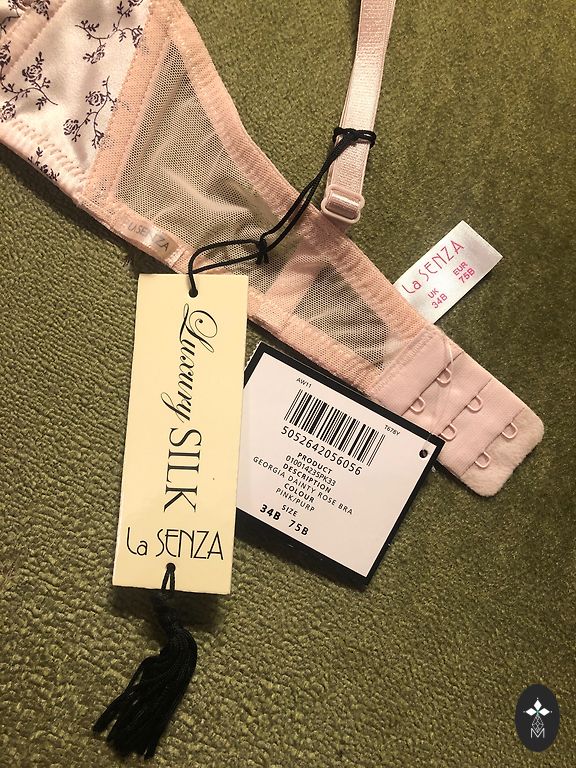 Luxury SILK
La SENZA
La SENZA
UK EUR
34B 75B
AW11
T678Y
5052642056056
PRODUCT
010014235PK33
DESCRIPTION
GEORGIA DAINTY ROSE BRA
COLOUR
PINK/PURP
SIZE
34B 75B